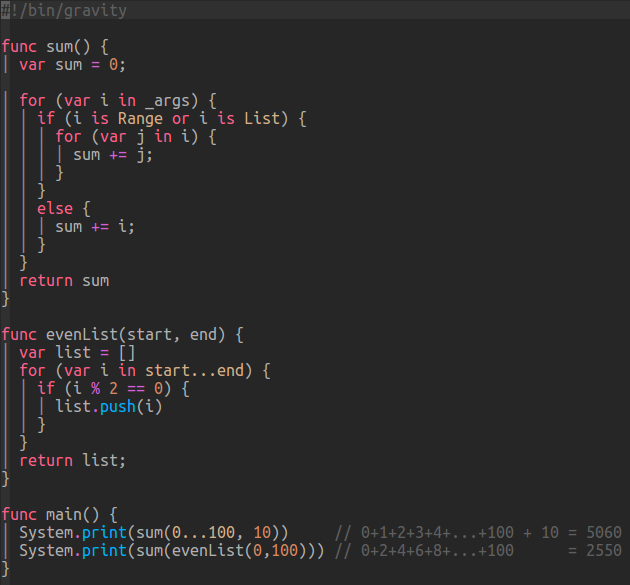 #!/bin/gravity

func sum() {
  var sum = 0;

  for (var i in _args) {
    if (i is Range or i is List) {
      for (var j in i) {
        sum += j;
      }
    }
    else {
      sum += i;
    }
  }
  return sum
}

func evenList(start, end) {
  var list = []
  for (var i in start...end) {
    if (i % 2 == 0) {
      list.push(i)
    }
  }
  return list;
}

func main() {
  System.print(sum(0...100, 10))     // 0+1+2+3+4+...+100 + 10 = 5060
  System.print(sum(evenList(0,100))) // 0+2+4+6+8+...+100      = 2550
}